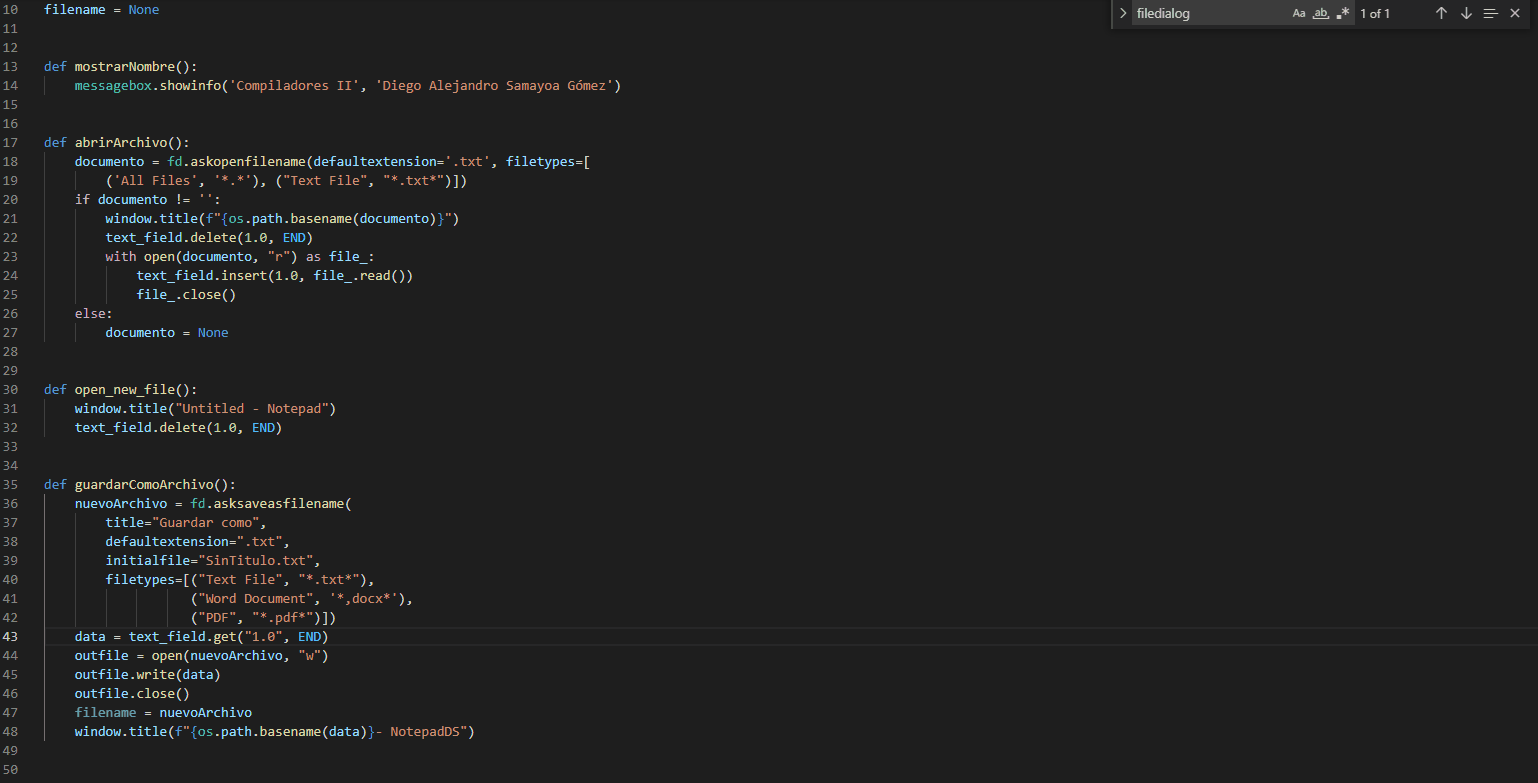 filedialog Aa ab .* 1 of 1
10 filename = None
11
12
13 def mostrarNombre():
14     messagebox.showinfo('Compiladores II', 'Diego Alejandro Samayoa Gómez')
15
16
17 def abrirArchivo():
18     documento = fd.askopenfilename(defaultextension='.txt', filetypes=[
19         ('All Files', '*.*'), ("Text File", "*.txt*")])
20     if documento != '':
21         window.title(f"{os.path.basename(documento)}")
22         text_field.delete(1.0, END)
23         with open(documento, "r") as file_:
24             text_field.insert(1.0, file_.read())
25             file_.close()
26     else:
27         documento = None
28
29
30 def open_new_file():
31     window.title("Untitled - Notepad")
32     text_field.delete(1.0, END)
33
34
35 def guardarComoArchivo():
36     nuevoArchivo = fd.asksaveasfilename(
37         title="Guardar como",
38         defaultextension=".txt",
39         initialfile="SinTitulo.txt",
40         filetypes=[("Text File", "*.txt*"),
41                    ("Word Document", '*,docx*'),
42                    ("PDF", "*.pdf*")])
43     data = text_field.get("1.0", END)
44     outfile = open(nuevoArchivo, "w")
45     outfile.write(data)
46     outfile.close()
47     filename = nuevoArchivo
48     window.title(f"{os.path.basename(data)}- NotepadDS")
49
50